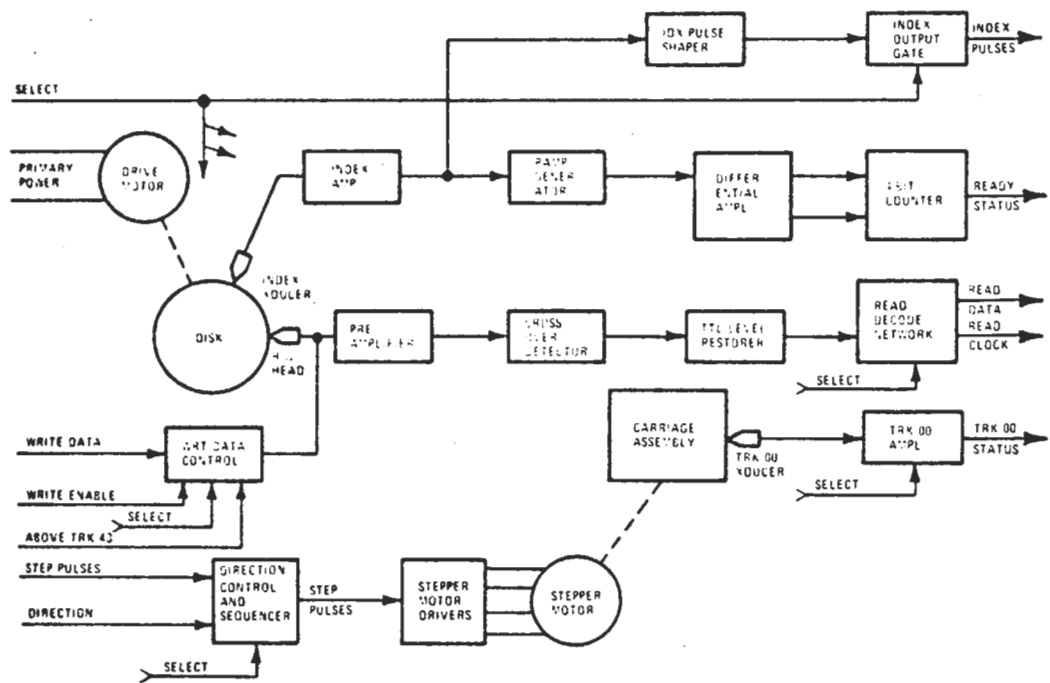 IDX PULSE
SHAPER
INDEX
OUTPUT
GATE
INDEX
PULSES
SELECT
PRIMARY
POWER
DRIVE
MOTOR
INDEX
AMP
RAMP GENER
ATOR
DIFFER
ENTIAL
AMPL
4 BIT
COUNTER
READY
STATUS
INDEX
XDUCER
DISK
R/W
HEAD
PRE
AMPLIFIER
CROSS
OVER
DETECTOR
TTL LEVEL
RESTORER
READ
DECODE
NETWORK
READ
DATA
READ
CLOCK
SELECT
WRITE DATA
WRT DATA
CONTROL
WRITE ENABLE
SELECT
ABOVE TRK 43
CARRIAGE
ASSEMBLY
TRK 00
XDUCER
TRK 00
AMPL
TRK 00
STATUS
SELECT
STEP PULSES
DIRECTION
DIRECTION
CONTROL
AND
SEQUENCER
STEP
PULSES
STEPPER
MOTOR
DRIVERS
STEPPER
MOTOR
SELECT